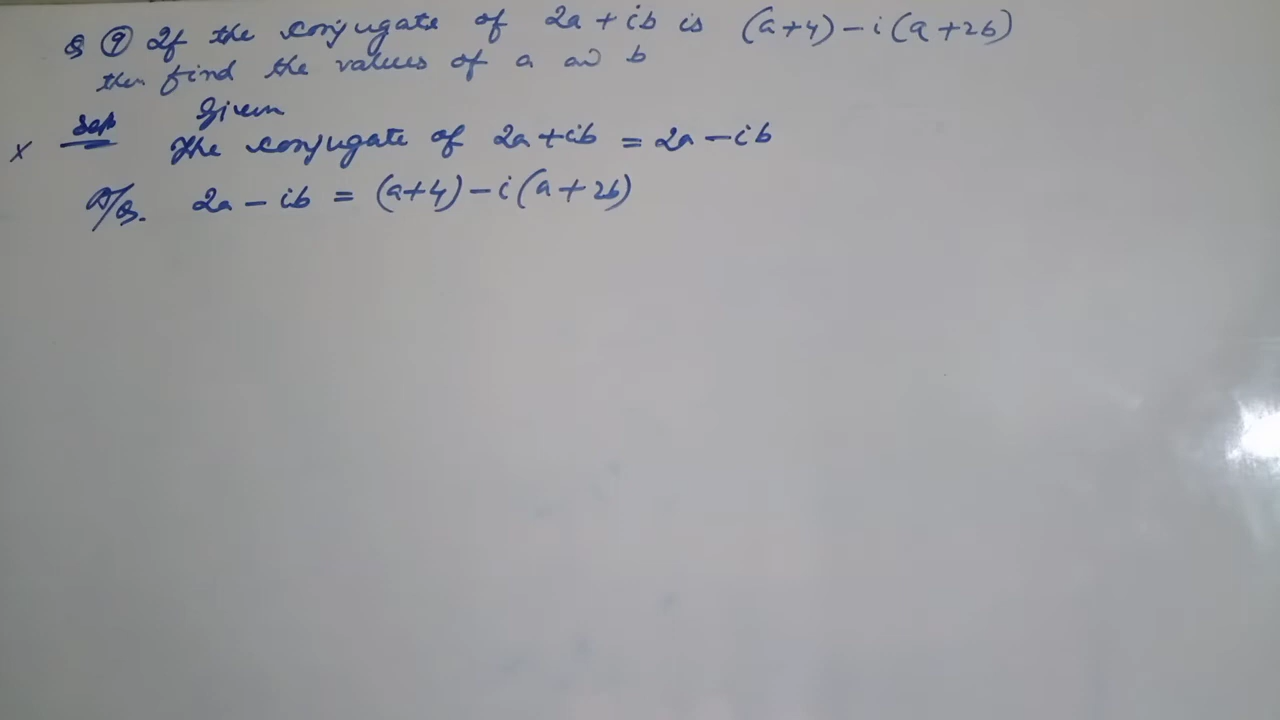 Q 9 If the conjugate of 2a + ib is (a+4) - i(a+2b)
then find the values of a and b
Given
Sol
x The conjugate of 2a + ib = 2a - ib
A/Q. 2a - ib = (a+4) - i(a+2b)